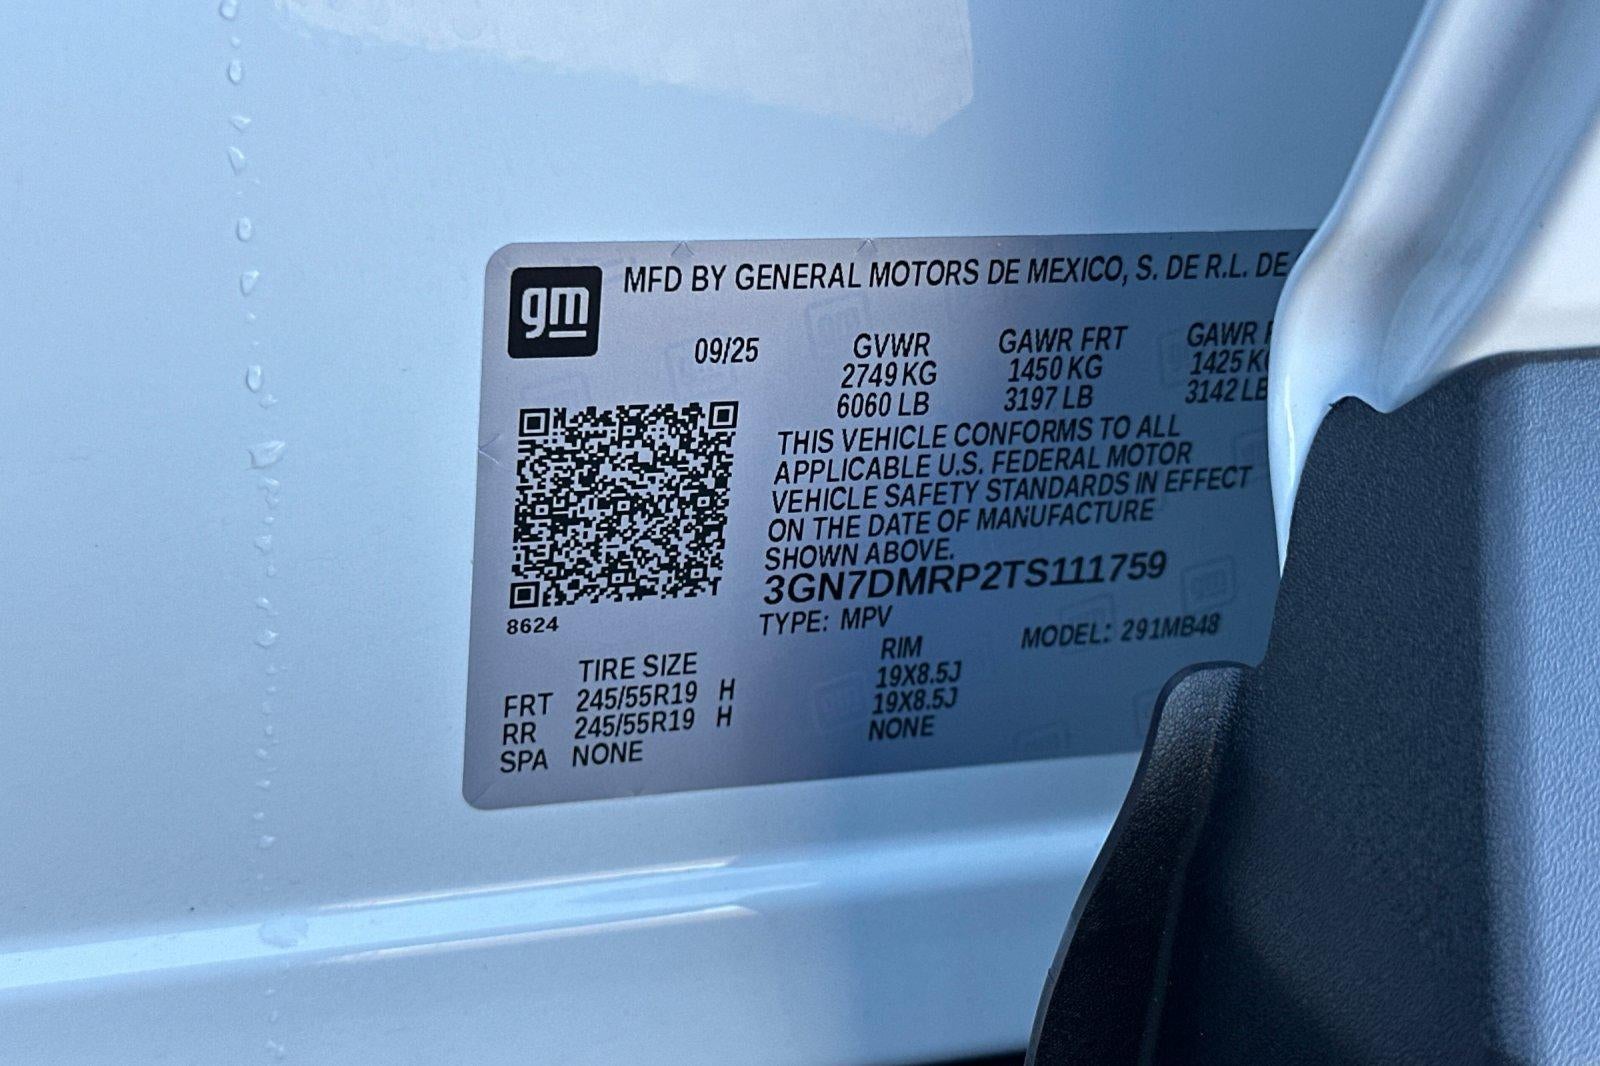 gm
MFD BY GENERAL MOTORS DE MEXICO, S. DE R.L. DE
09/25 GVWR GAWR FRT GAWR
2749 KG 1450 KG 1425
6060 LB 3197 LB 3142 LB
THIS VEHICLE CONFORMS TO ALL
APPLICABLE U.S. FEDERAL MOTOR
VEHICLE SAFETY STANDARDS IN EFFECT
ON THE DATE OF MANUFACTURE
SHOWN ABOVE.
3GN7DMRP2TS111759
8624
TYPE: MPV MODEL: 291MB48
TIRE SIZE RIM
FRT 245/55R19 H 19X8.5J
RR 245/55R19 H 19X8.5J
SPA NONE NONE